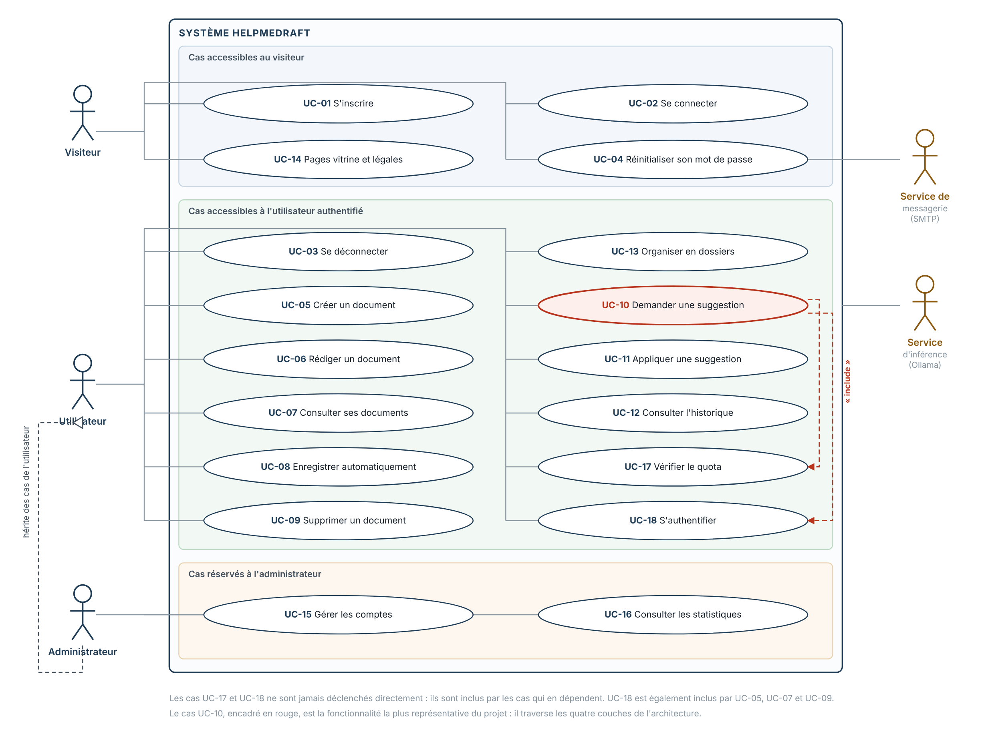 SYSTÈME HELPMEDRAFT
Cas accessibles au visiteur
UC-01 S'inscrire
UC-02 Se connecter
UC-14 Pages vitrine et légales
UC-04 Réinitialiser son mot de passe
Visiteur
Service de
messagerie
(SMTP)
Cas accessibles à l'utilisateur authentifié
UC-03 Se déconnecter
UC-13 Organiser en dossiers
UC-05 Créer un document
UC-10 Demander une suggestion
UC-06 Rédiger un document
UC-11 Appliquer une suggestion
Service
d'inférence
(Ollama)
« include »
UC-07 Consulter ses documents
UC-12 Consulter l'historique
Utilisateur
hérite des cas de l'utilisateur
UC-08 Enregistrer automatiquement
UC-17 Vérifier le quota
UC-09 Supprimer un document
UC-18 S'authentifier
Cas réservés à l'administrateur
UC-15 Gérer les comptes
UC-16 Consulter les statistiques
Administrateur
Les cas UC-17 et UC-18 ne sont jamais déclenchés directement : ils sont inclus par les cas qui en dépendent. UC-18 est également inclus par UC-05, UC-07 et UC-09.
Le cas UC-10, encadré en rouge, est la fonctionnalité la plus représentative du projet : il traverse les quatre couches de l'architecture.